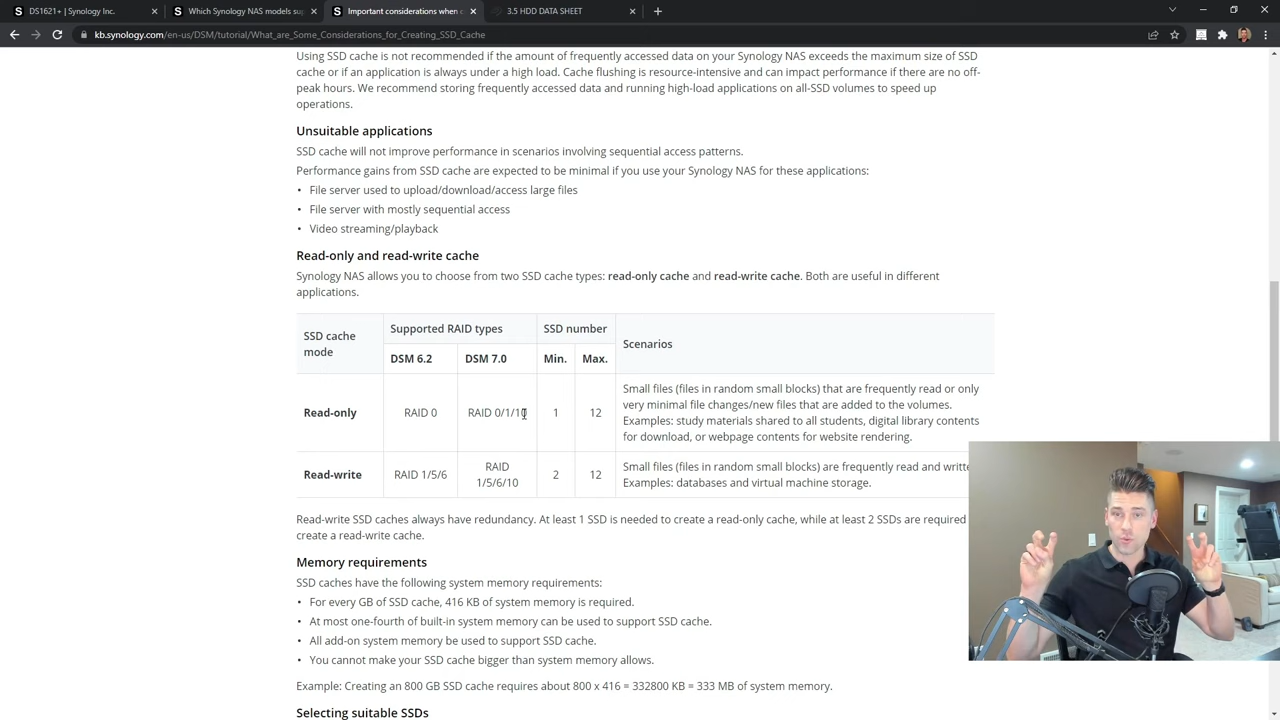 DS1621+ | Synology Inc.
Which Synology NAS models su
Important considerations when c
3.5 HDD DATA SHEET
kb.synology.com/en-us/DSM/tutorial/What_are_Some_Considerations_for_Creating_SSD_Cache
Using SSD cache is not recommended if the amount of frequently accessed data on your Synology NAS exceeds the maximum size of SSD
cache or if an application is always under a high load. Cache flushing is resource-intensive and can impact performance if there are no off-
peak hours. We recommend storing frequently accessed data and running high-load applications on all-SSD volumes to speed up
operations.
Unsuitable applications
SSD cache will not improve performance in scenarios involving sequential access patterns.
Performance gains from SSD cache are expected to be minimal if you use your Synology NAS for these applications:
• File server used to upload/download/access large files
• File server with mostly sequential access
• Video streaming/playback
Read-only and read-write cache
Synology NAS allows you to choose from two SSD cache types: read-only cache and read-write cache. Both are useful in different
applications.
SSD cache
mode
Supported RAID types
SSD number
Scenarios
DSM 6.2
DSM 7.0
Min.
Max.
Read-only
RAID 0
RAID 0/1/10
1
12
Small files (files in random small blocks) that are frequently read or only
very minimal file changes/new files that are added to the volumes.
Examples: study materials shared to all students, digital library contents
for download, or webpage contents for website rendering.
Read-write
RAID 1/5/6
RAID
1/5/6/10
2
12
Small files (files in random small blocks) are frequently read and writte
Examples: databases and virtual machine storage.
Read-write SSD caches always have redundancy. At least 1 SSD is needed to create a read-only cache, while at least 2 SSDs are required
create a read-write cache.
Memory requirements
SSD caches have the following system memory requirements:
• For every GB of SSD cache, 416 KB of system memory is required.
• At most one-fourth of built-in system memory can be used to support SSD cache.
• All add-on system memory be used to support SSD cache.
• You cannot make your SSD cache bigger than system memory allows.
Example: Creating an 800 GB SSD cache requires about 800 x 416 = 332800 KB = 333 MB of system memory.
Selecting suitable SSDs